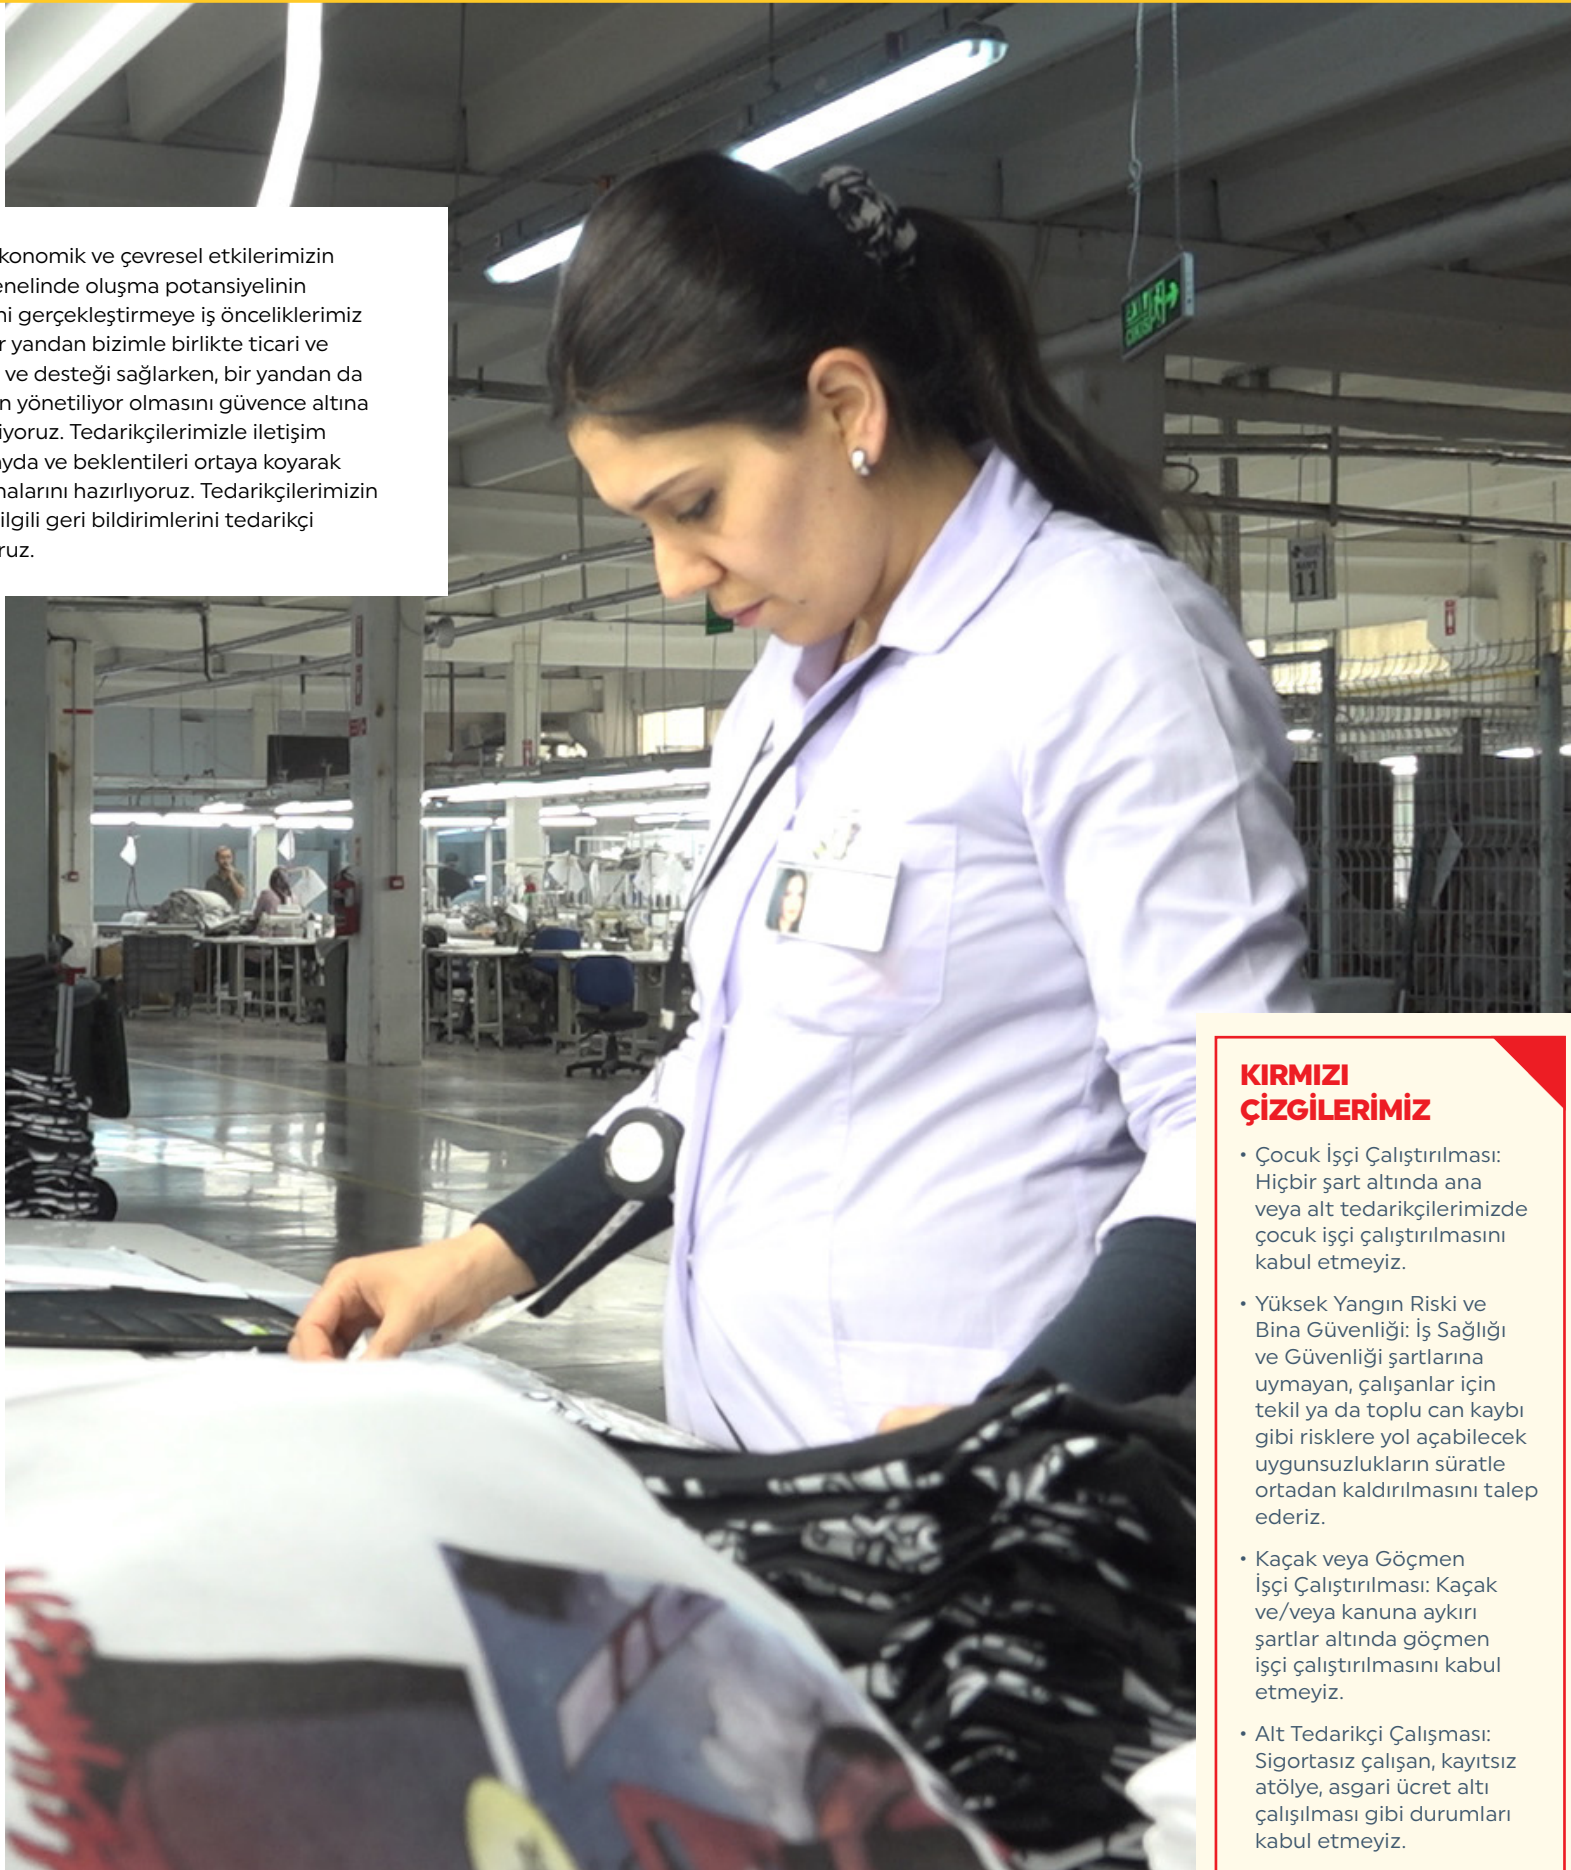 konomik ve çevresel etkilerimizin
enelinde oluşma potansiyelinin
ni gerçekleştirmeye iş önceliklerimiz
r yandan bizimle birlikte ticari ve
ve desteği sağlarken, bir yandan da
n yönetiliyor olmasını güvence altına
iyoruz. Tedarikçilerimizle iletişim
ayda ve beklentileri ortaya koyarak
malarını hazırlıyoruz. Tedarikçilerimizin
ilgili geri bildirimlerini tedarikçi
ruz.
EXIT
ÇIKIŞ
11
KIRMIZI
ÇİZGİLERİMİZ
• Çocuk İşçi Çalıştırılması:
Hiçbir şart altında ana
veya alt tedarikçilerimizde
çocuk işçi çalıştırılmasını
kabul etmeyiz.
• Yüksek Yangın Riski ve
Bina Güvenliği: İş Sağlığı
ve Güvenliği şartlarına
uymayan, çalışanlar için
tekil ya da toplu can kaybı
gibi risklere yol açabilecek
uygunsuzlukların süratle
ortadan kaldırılmasını talep
ederiz.
• Kaçak veya Göçmen
İşçi Çalıştırılması: Kaçak
ve/veya kanuna aykırı
şartlar altında göçmen
işçi çalıştırılmasını kabul
etmeyiz.
• Alt Tedarikçi Çalışması:
Sigortasız çalışan, kayıtsız
atölye, asgari ücret altı
çalışılması gibi durumları
kabul etmeyiz.